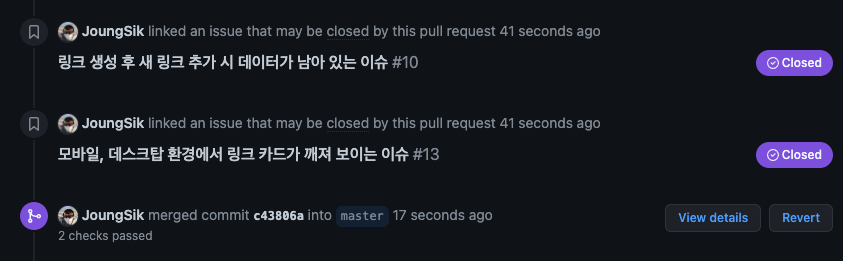 JoungSik linked an issue that may be closed by this pull request 41 seconds ago
링크 생성 후 새 링크 추가 시 데이터가 남아 있는 이슈 #10
Closed
JoungSik linked an issue that may be closed by this pull request 41 seconds ago
모바일, 데스크탑 환경에서 링크 카드가 깨져 보이는 이슈 #13
Closed
JoungSik merged commit c43806a into master 17 seconds ago
View details
Revert
2 checks passed